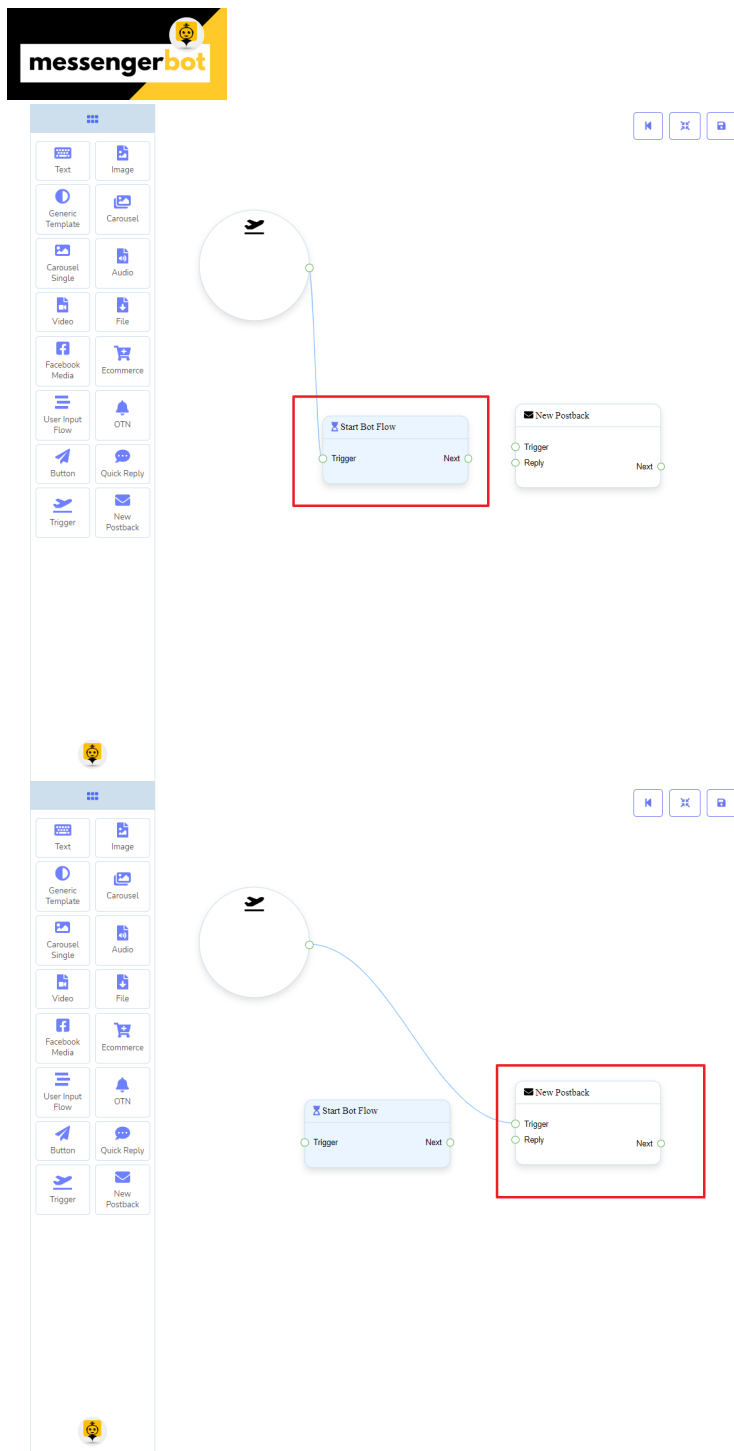 messengerbot
Text
Image
Generic
Template
Carousel
Carousel
Single
Audio
Video
File
Facebook
Media
Ecommerce
User Input
Flow
OTN
Button
Quick Reply
Trigger
New
Postback
Start Bot Flow
Trigger
Next
New Postback
Trigger
Reply
Next
Text
Image
Generic
Template
Carousel
Carousel
Single
Audio
Video
File
Facebook
Media
Ecommerce
User Input
Flow
OTN
Button
Quick Reply
Trigger
New
Postback
Start Bot Flow
Trigger
Next
New Postback
Trigger
Reply
Next